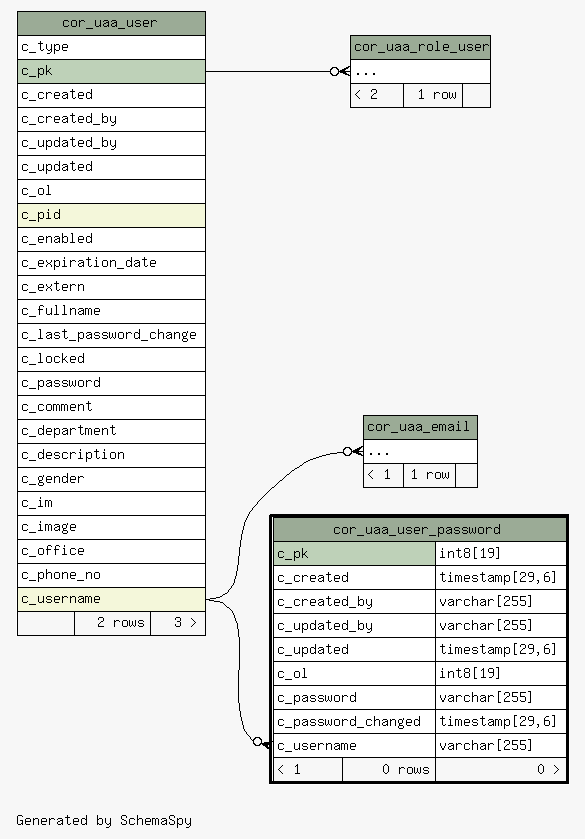 cor_uaa_user
c_type
c_pk
c_created
c_created_by
c_updated_by
c_updated
c_ol
c_pid
c_enabled
c_expiration_date
c_extern
c_fullname
c_last_password_change
c_locked
c_password
c_comment
c_department
c_description
c_gender
c_im
c_image
c_office
c_phone_no
c_username
2 rows 3 >
cor_uaa_role_user
...
< 2 1 row
cor_uaa_email
...
< 1 1 row
cor_uaa_user_password
c_pk int8[19]
c_created timestamp[29,6]
c_created_by varchar[255]
c_updated_by varchar[255]
c_updated timestamp[29,6]
c_ol int8[19]
c_password varchar[255]
c_password_changed timestamp[29,6]
c_username varchar[255]
< 1 0 rows 0 >
Generated by SchemaSpy